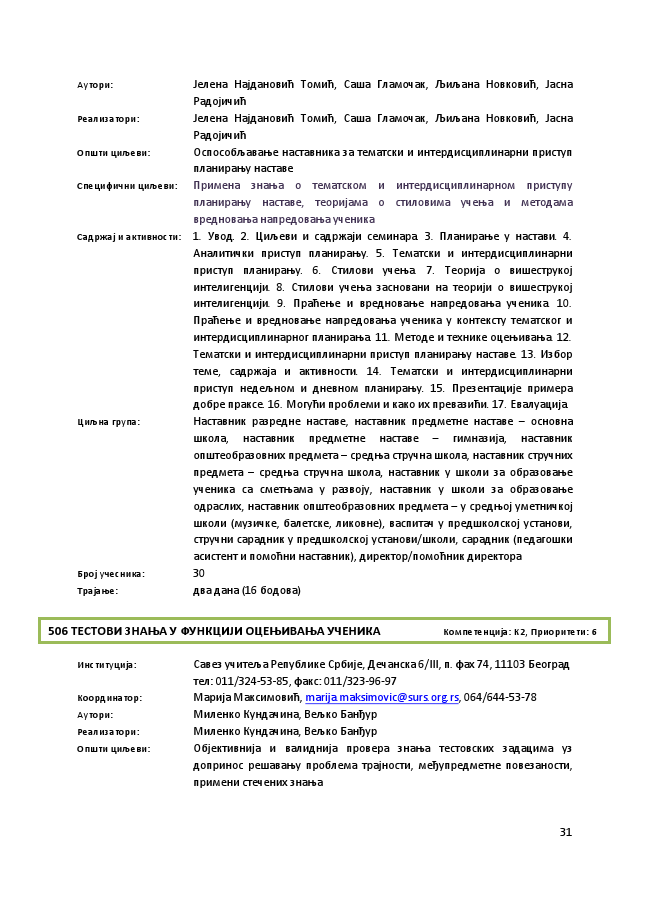 Аутори: Јелена Најдановић Томић, Саша Гламочак, Љиљана Новковић, Јасна
Радојичић
Реализатори: Јелена Најдановић Томић, Саша Гламочак, Љиљана Новковић, Јасна
Радојичић
Општи циљеви: Оспособљавање наставника за тематски и интердисциплинарни приступ
планирању наставе
Специфични циљеви: Примена знања о тематском и интердисциплинарном приступу
планирању наставе, теоријама о стиловима учења и методама
вредновања напредовања ученика
Садржај и активности: 1. Увод. 2. Циљеви и садржаји семинара. 3. Планирање у настави. 4.
Аналитички приступ планирању. 5. Тематски и интердисциплинарни
приступ планирању. 6. Стилови учења. 7. Теорија о вишеструкој
интелигенцији. 8. Стилови учења засновани на теорији о вишеструкој
интелигенцији. 9. Праћење и вредновање напредовања ученика. 10.
Праћење и вредновање напредовања ученика у контексту тематског и
интердисциплинарног планирања. 11. Методе и технике оцењивања. 12.
Тематски и интердисциплинарни приступ планирању наставе. 13. Избор
теме, садржаја и активности. 14. Тематски и интердисциплинарни
приступ недељном и дневном планирању. 15. Презентације примера
добре праксе. 16. Могући проблеми и како их превазићи. 17. Евалуација.
Циљна група: Наставник разредне наставе, наставник предметне наставе – основна
школа, наставник предметне наставе – гимназија, наставник
општеобразовних предмета – средња стручна школа, наставник стручних
предмета – средња стручна школа, наставник у школи за образовање
ученика са сметњама у развоју, наставник у школи за образовање
одраслих, наставник општеобразовних предмета – у средњој уметничкој
школи (музичке, балетске, ликовне), васпитач у предшколској установи,
стручни сарадник у предшколској установи/школи, сарадник (педагошки
асистент и помоћни наставник), директор/помоћник директора
Број учесника: 30
Трајање: два дана (16 бодова)
506 ТЕСТОВИ ЗНАЊА У ФУНКЦИЈИ ОЦЕЊИВАЊА УЧЕНИКА Компетенција: К2, Приоритети: 6
Институција: Савез учитеља Републике Србије, Дечанска 6/III, п. фах 74, 11103 Београд
тел: 011/324-53-85, факс: 011/323-96-97
Координатор: Марија Максимовић, marija.maksimovic@surs.org.rs, 064/644-53-78
Аутори: Миленко Кундачина, Вељко Банђур
Реализатори: Миленко Кундачина, Вељко Банђур
Општи циљеви: Објективнија и валиднија провера знања тестовских задацима уз
допринос решавању проблема трајности, међупредметне повезаности,
примени стечених знања
31